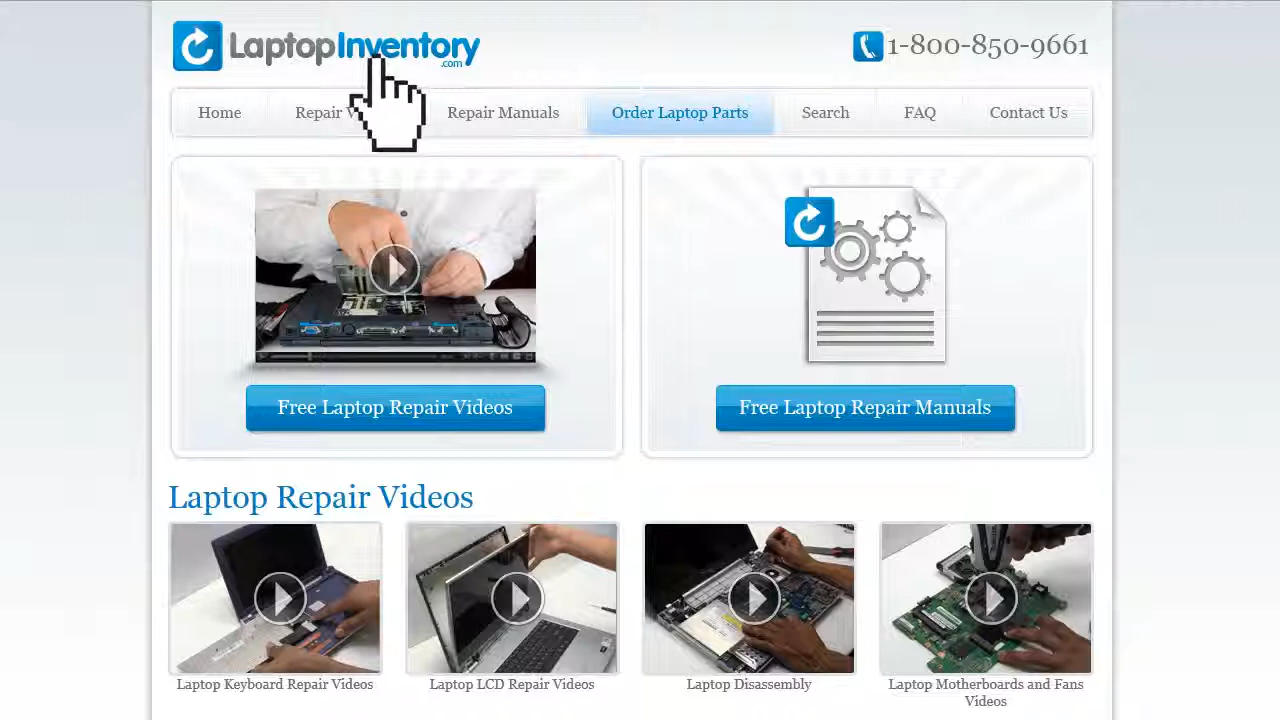 LaptopInventory
.com
1-800-850-9661
Home
Repair V
Repair Manuals
Order Laptop Parts
Search
FAQ
Contact Us
Free Laptop Repair Videos
Free Laptop Repair Manuals
Laptop Repair Videos
Laptop Keyboard Repair Videos
Laptop LCD Repair Videos
Laptop Disassembly
Laptop Motherboards and Fans
Videos